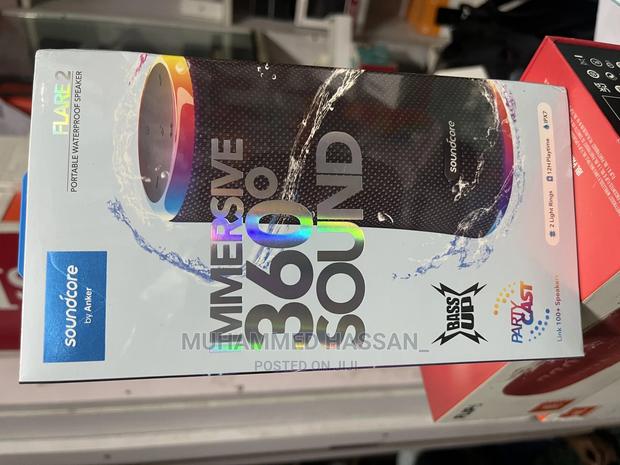 FLARE 2
PORTABLE WATERPROOF SPEAKER
soundcore
by Anker
IMMERSIVE
360°
SOUND
soundcore
BASS
UP
PARTY
CAST
Link 100+ Speakers
2 Light Rings
12H Playtime
IPX7
MUHAMMED HASSAN_
POSTED ON JIJI